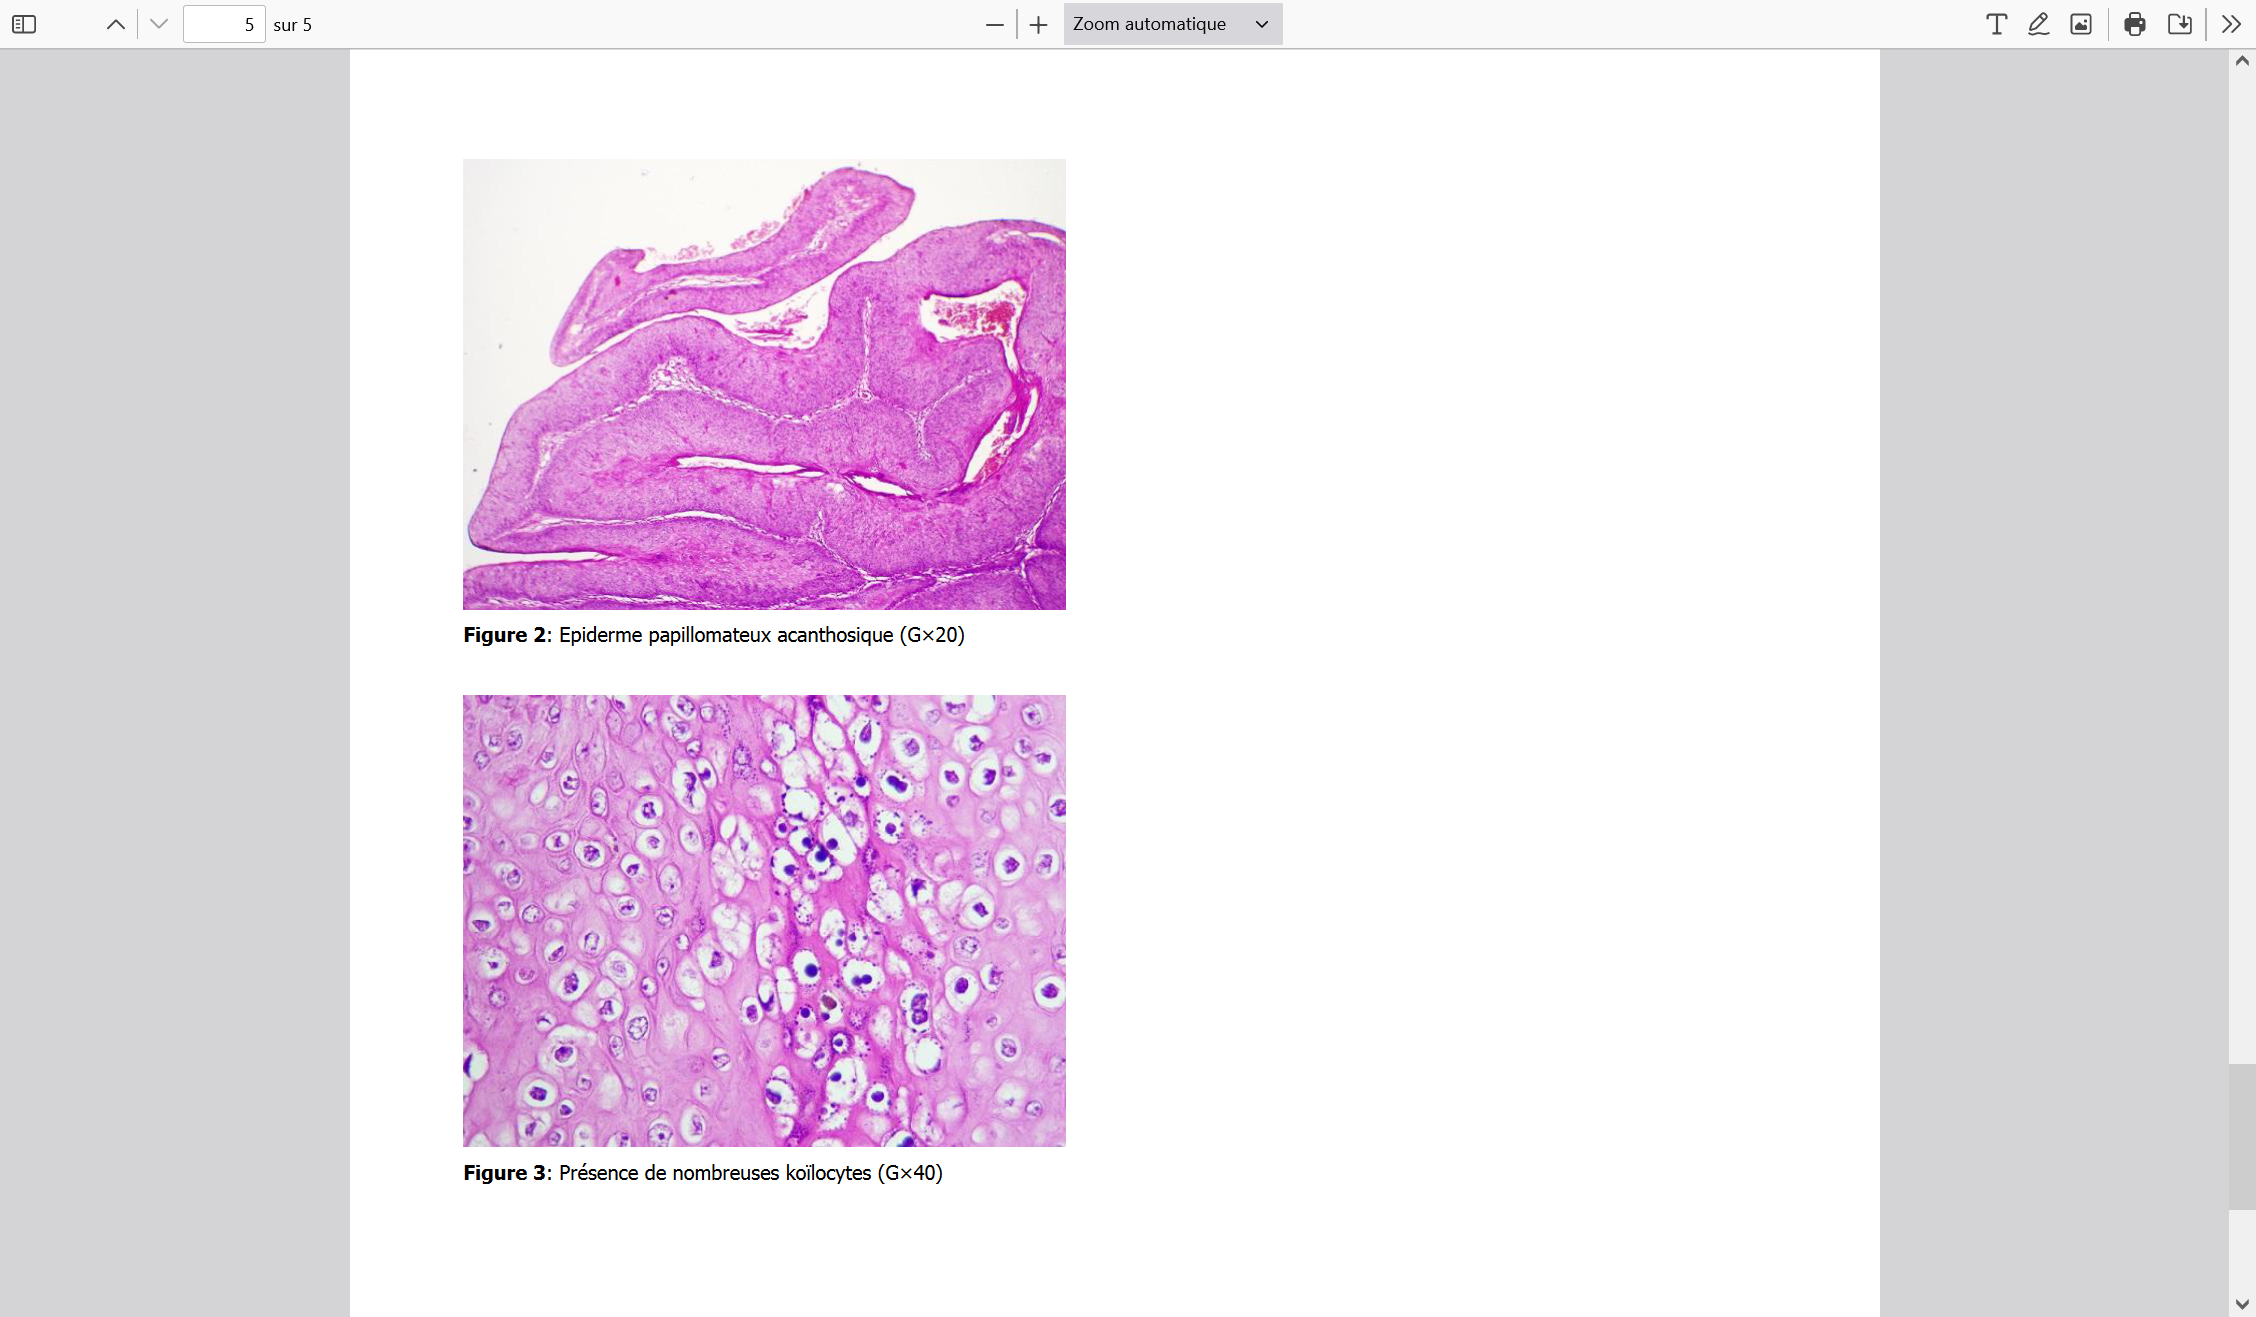 5 sur 5
Zoom automatique
Figure 2: Epiderme papillomateux acanthosique (G×20)
Figure 3: Présence de nombreuses koïlocytes (G×40)